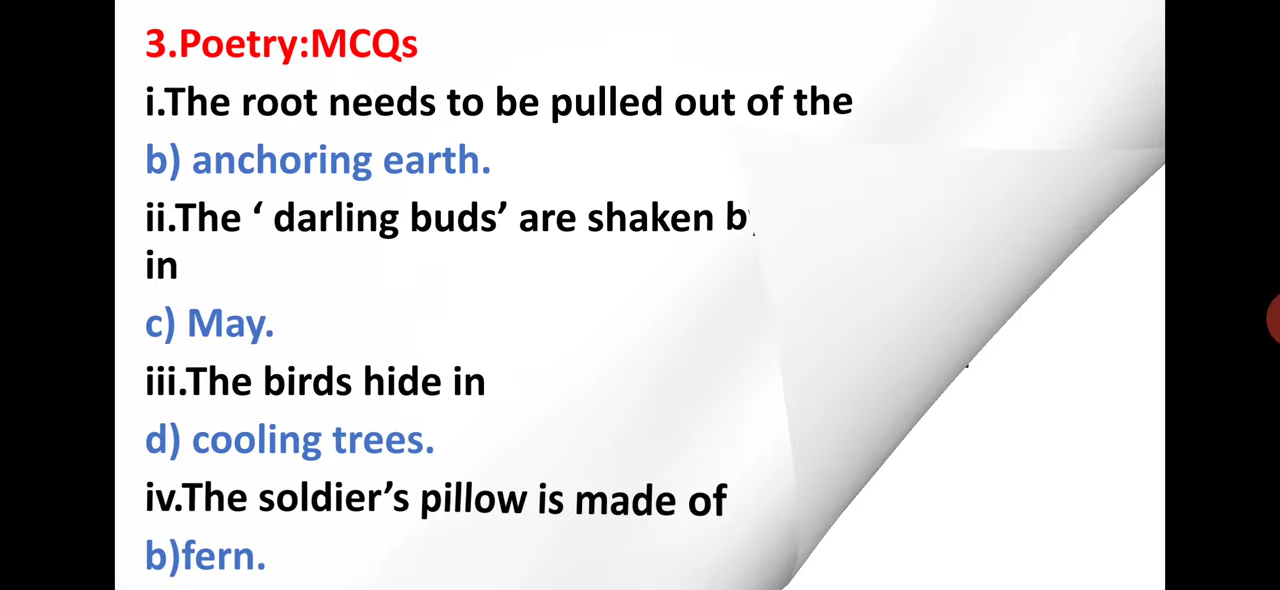 3.Poetry:MCQs
i.The root needs to be pulled out of the
b) anchoring earth.
ii.The ‘ darling buds’ are shaken
in
c) May.
iii.The birds hide in
d) cooling trees.
iv.The soldier’s pillow is made of
b)fern.